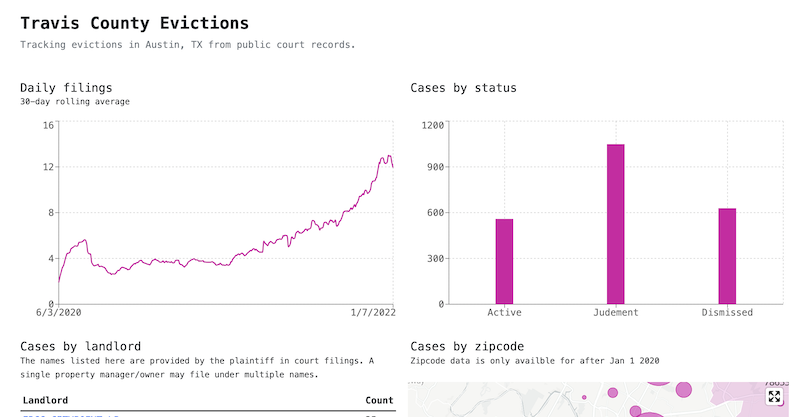 Travis County Evictions
Tracking evictions in Austin, TX from public court records.
Daily filings
30-day rolling average
16
12
8
4
0
6/3/2020
1/7/2022
Cases by status
1200
900
600
300
0
Active
Judement
Dismissed
Cases by landlord
The names listed here are provided by the plaintiff in court filings. A
single property manager/owner may file under multiple names.
Landlord Count
Cases by zipcode
Zipcode data is only availble for after Jan 1 2020